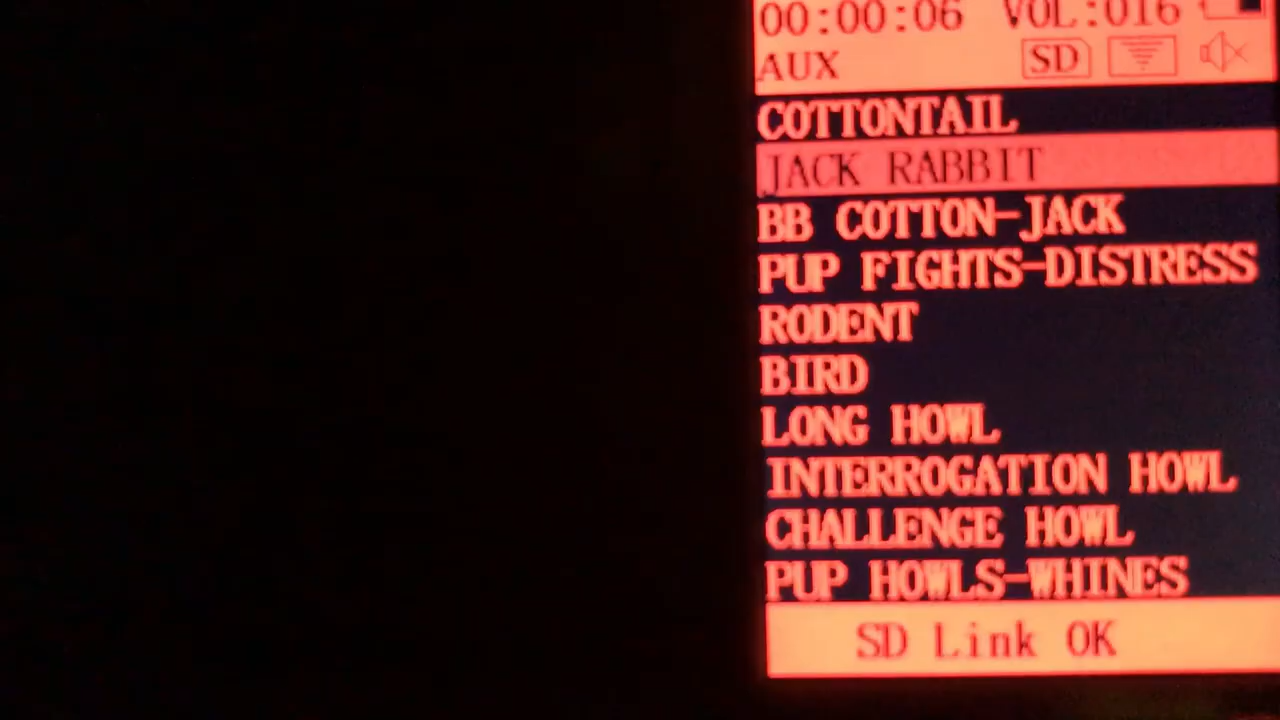 00:00:06 VOL:016
AUX SD
COTTONTAIL
JACK RABBIT
BB COTTON-JACK
PUP FIGHTS-DISTRESS
RODENT
BIRD
LONG HOWL
INTERROGATION HOWL
CHALLENGE HOWL
PUP HOWLS-WHINES
SD Link OK